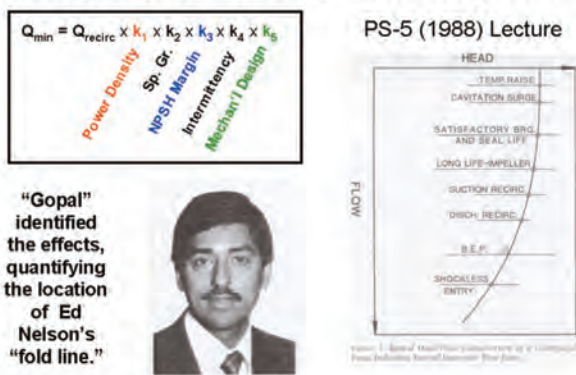 Qmin = Qrecirc x k1 x k2 x k3 x k4 x k5
Power Density
Sp. Gr.
NPSH Margin
Intermittency
Mechan'l Design
"Gopal"
identified
the effects,
quantifying
the location
of Ed
Nelson's
"fold line."
PS-5 (1988) Lecture
HEAD
TEMP. RAISE
CAVITATION SURGE
SATISFACTORY BRG.
AND SEAL LIFE
LONG LIFE-IMPELLER
SUCTION RECIRC.
DISCH. RECIRC.
B.E.P.
SHOCKLESS
ENTRY
FLOW